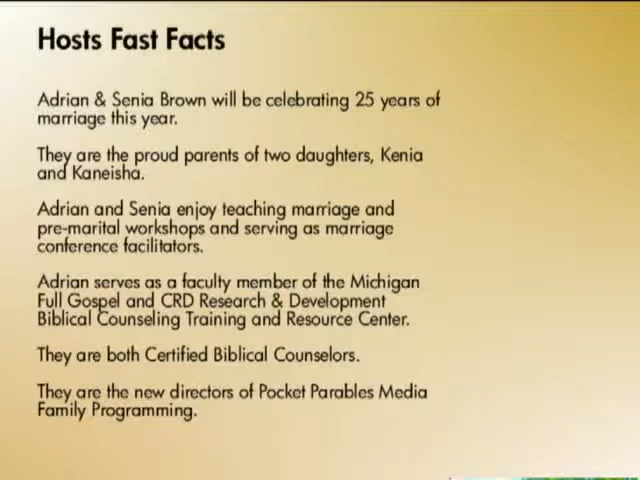 Hosts Fast Facts
Adrian & Senia Brown will be celebrating 25 years of
marriage this year.
They are the proud parents of two daughters, Kenia
and Kaneisha.
Adrian and Senia enjoy teaching marriage and
pre-marital workshops and serving as marriage
conference facilitators.
Adrian serves as a faculty member of the Michigan
Full Gospel and CRD Research & Development
Biblical Counseling Training and Resource Center.
They are both Certified Biblical Counselors.
They are the new directors of Pocket Parables Media
Family Programming.